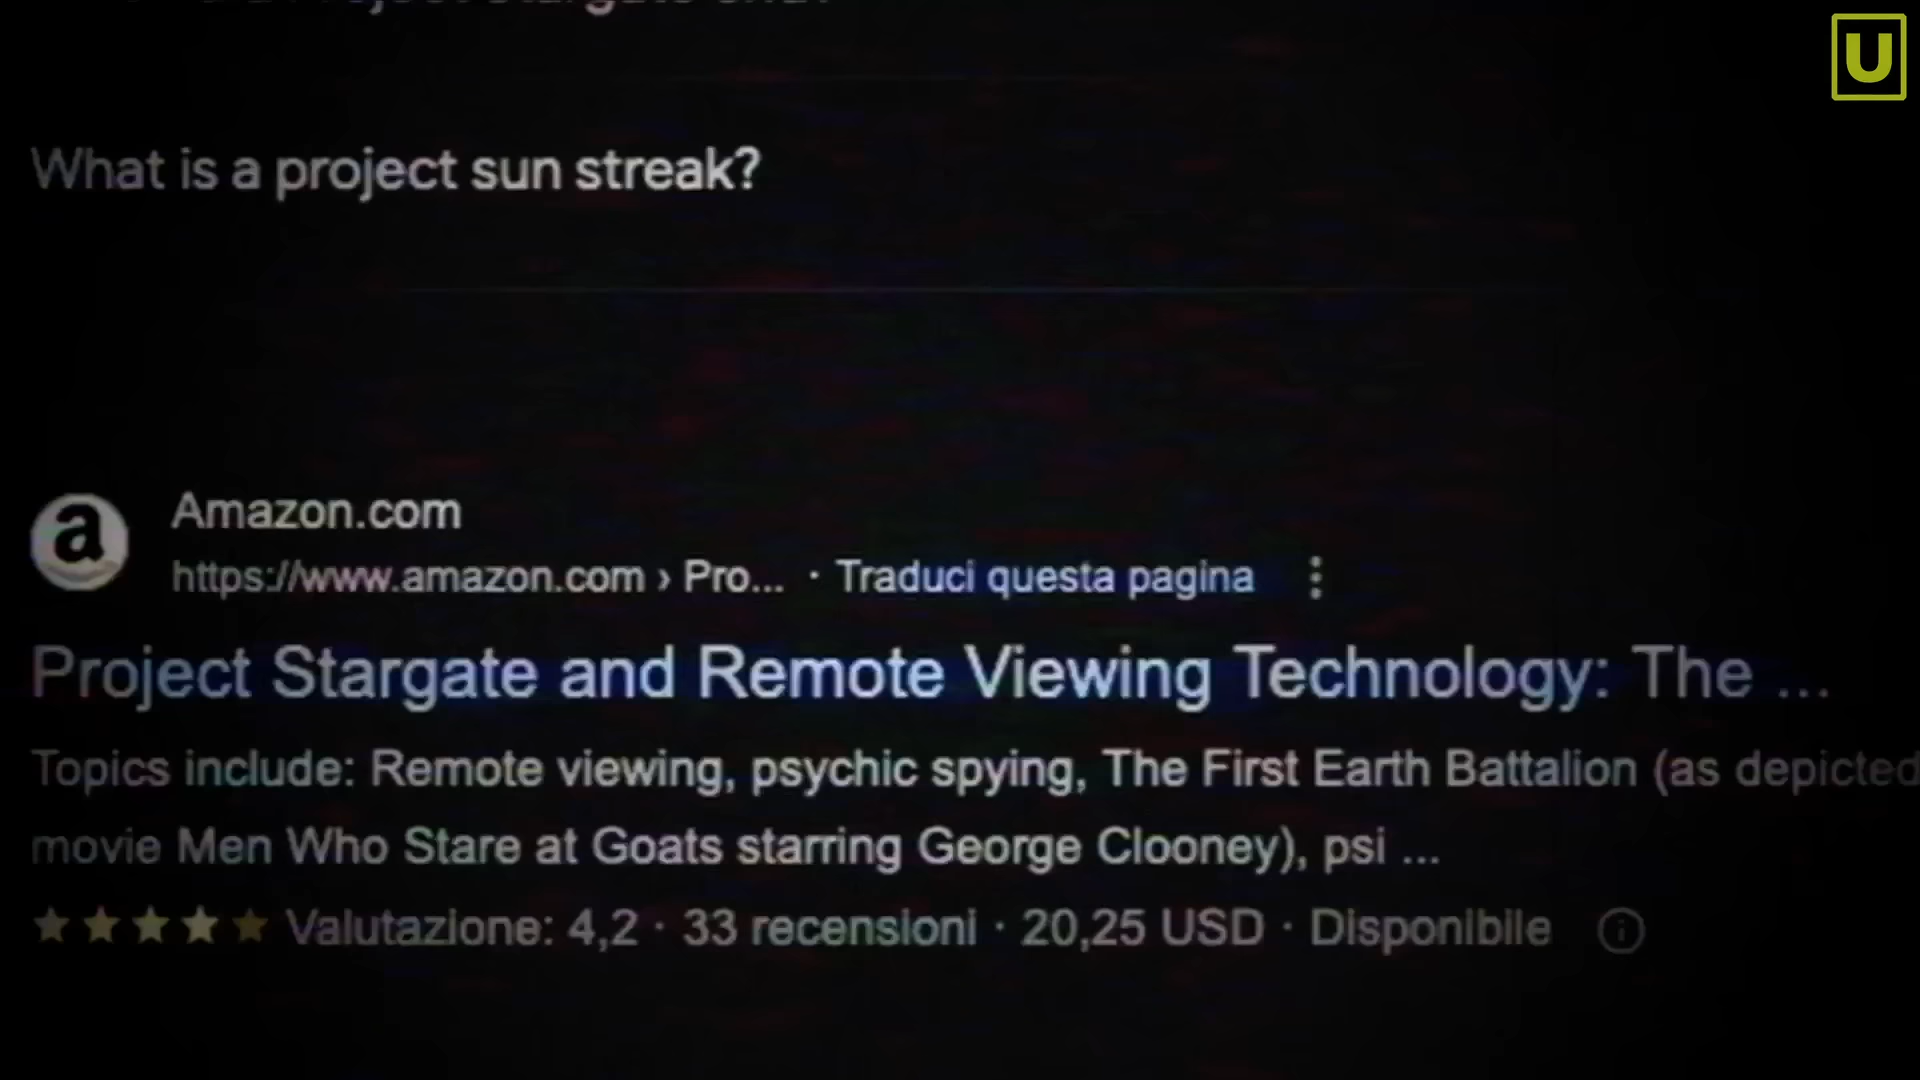 U
What is a project sun streak?
Amazon.com
https://www.amazon.com › Pro... · Traduci questa pagina
Project Stargate and Remote Viewing Technology: The ...
Topics include: Remote viewing, psychic spying, The First Earth Battalion (as depicted
movie Men Who Stare at Goats starring George Clooney), psi ...
Valutazione: 4,2 · 33 recensioni · 20,25 USD · Disponibile